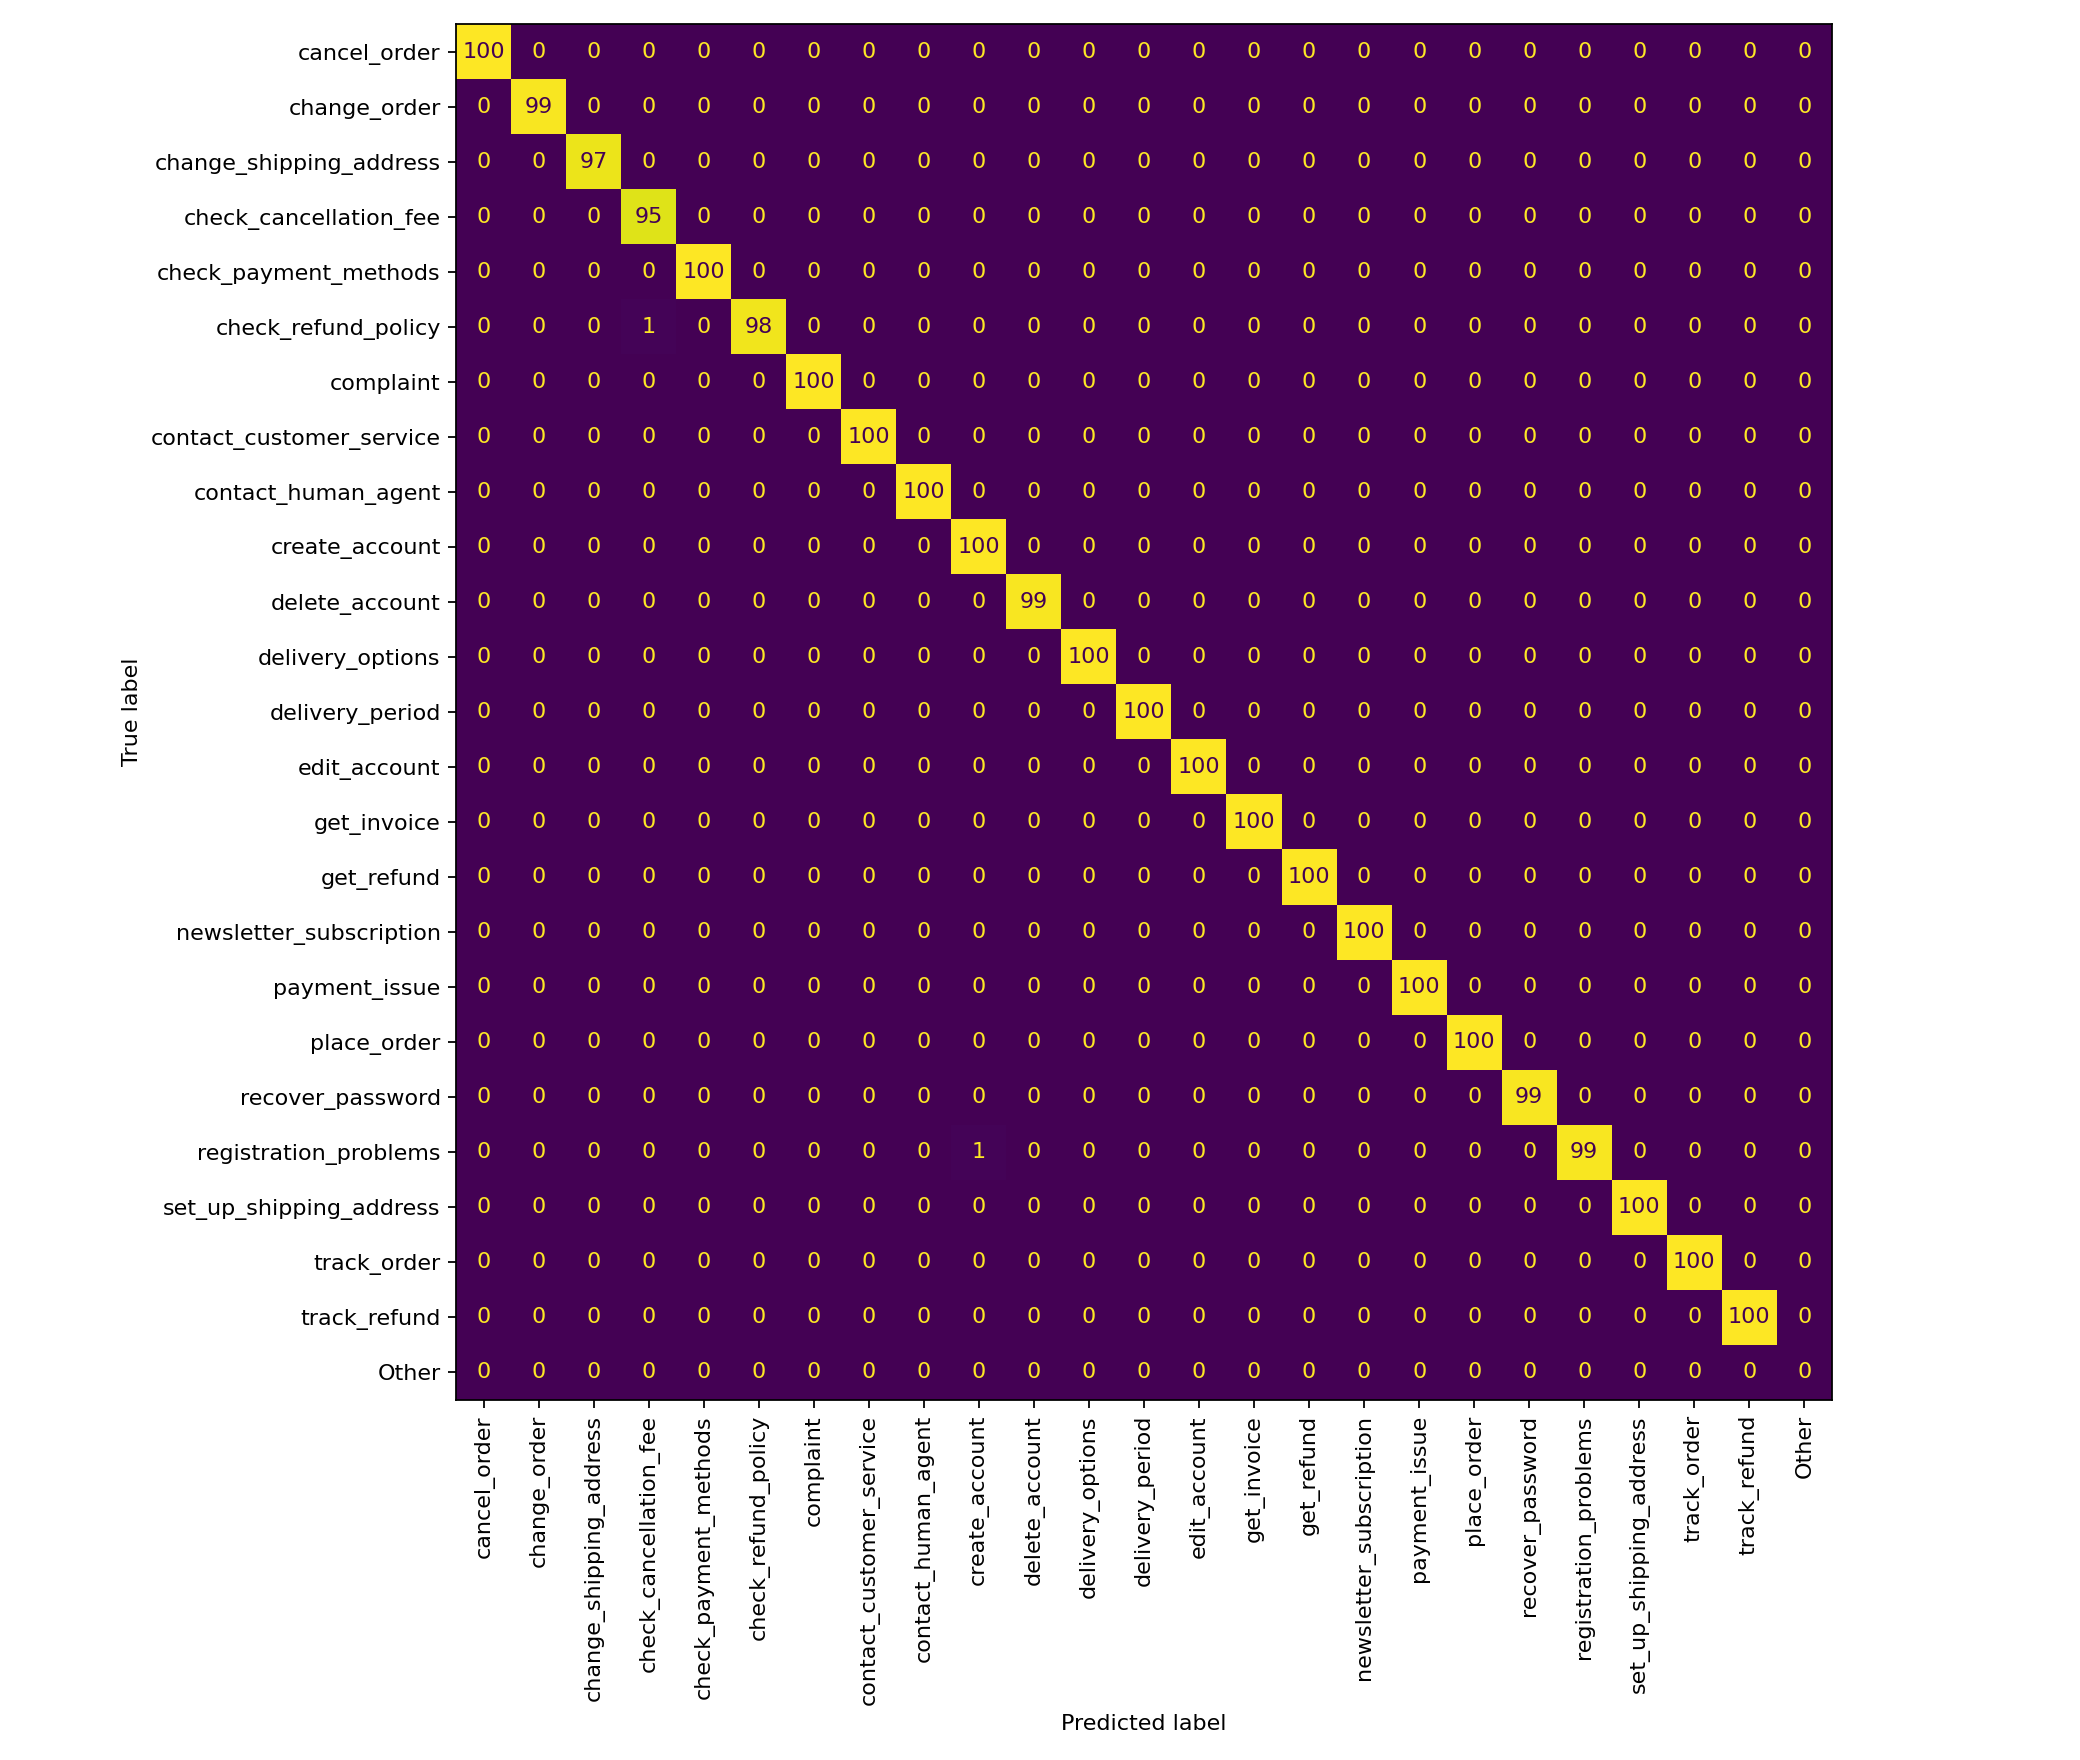 cancel_order 100 0 0 0 0 0 0 0 0 0 0 0 0 0 0 0 0 0 0 0 0 0 0 0 0
change_order 0 99 0 0 0 0 0 0 0 0 0 0 0 0 0 0 0 0 0 0 0 0 0 0 0
change_shipping_address 0 0 97 0 0 0 0 0 0 0 0 0 0 0 0 0 0 0 0 0 0 0 0 0 0
check_cancellation_fee 0 0 0 95 0 0 0 0 0 0 0 0 0 0 0 0 0 0 0 0 0 0 0 0 0
check_payment_methods 0 0 0 0 100 0 0 0 0 0 0 0 0 0 0 0 0 0 0 0 0 0 0 0 0
check_refund_policy 0 0 0 1 0 98 0 0 0 0 0 0 0 0 0 0 0 0 0 0 0 0 0 0 0
complaint 0 0 0 0 0 0 100 0 0 0 0 0 0 0 0 0 0 0 0 0 0 0 0 0 0
contact_customer_service 0 0 0 0 0 0 0 100 0 0 0 0 0 0 0 0 0 0 0 0 0 0 0 0 0
contact_human_agent 0 0 0 0 0 0 0 0 100 0 0 0 0 0 0 0 0 0 0 0 0 0 0 0 0
create_account 0 0 0 0 0 0 0 0 0 100 0 0 0 0 0 0 0 0 0 0 0 0 0 0 0
delete_account 0 0 0 0 0 0 0 0 0 0 99 0 0 0 0 0 0 0 0 0 0 0 0 0 0
delivery_options 0 0 0 0 0 0 0 0 0 0 0 100 0 0 0 0 0 0 0 0 0 0 0 0 0
delivery_period 0 0 0 0 0 0 0 0 0 0 0 0 100 0 0 0 0 0 0 0 0 0 0 0 0
edit_account 0 0 0 0 0 0 0 0 0 0 0 0 0 100 0 0 0 0 0 0 0 0 0 0 0
get_invoice 0 0 0 0 0 0 0 0 0 0 0 0 0 0 100 0 0 0 0 0 0 0 0 0 0
get_refund 0 0 0 0 0 0 0 0 0 0 0 0 0 0 0 100 0 0 0 0 0 0 0 0 0
newsletter_subscription 0 0 0 0 0 0 0 0 0 0 0 0 0 0 0 0 100 0 0 0 0 0 0 0 0
payment_issue 0 0 0 0 0 0 0 0 0 0 0 0 0 0 0 0 0 100 0 0 0 0 0 0 0
place_order 0 0 0 0 0 0 0 0 0 0 0 0 0 0 0 0 0 0 100 0 0 0 0 0 0
recover_password 0 0 0 0 0 0 0 0 0 0 0 0 0 0 0 0 0 0 0 99 0 0 0 0 0
registration_problems 0 0 0 0 0 0 0 0 0 1 0 0 0 0 0 0 0 0 0 0 99 0 0 0 0
set_up_shipping_address 0 0 0 0 0 0 0 0 0 0 0 0 0 0 0 0 0 0 0 0 0 100 0 0 0
track_order 0 0 0 0 0 0 0 0 0 0 0 0 0 0 0 0 0 0 0 0 0 0 100 0 0
track_refund 0 0 0 0 0 0 0 0 0 0 0 0 0 0 0 0 0 0 0 0 0 0 0 100 0
Other 0 0 0 0 0 0 0 0 0 0 0 0 0 0 0 0 0 0 0 0 0 0 0 0 0
True label
cancel_order
change_order
change_shipping_address
check_cancellation_fee
check_payment_methods
check_refund_policy
complaint
contact_customer_service
contact_human_agent
create_account
delete_account
delivery_options
delivery_period
edit_account
get_invoice
get_refund
newsletter_subscription
payment_issue
place_order
recover_password
registration_problems
set_up_shipping_address
track_order
track_refund
Other
Predicted label